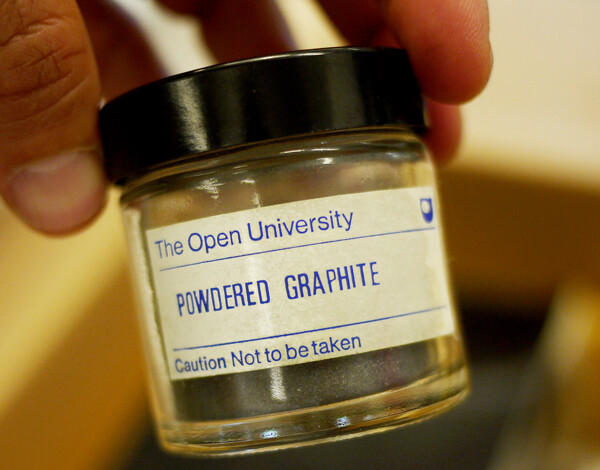 The Open University
POWDERED GRAPHITE
Caution Not to be taken